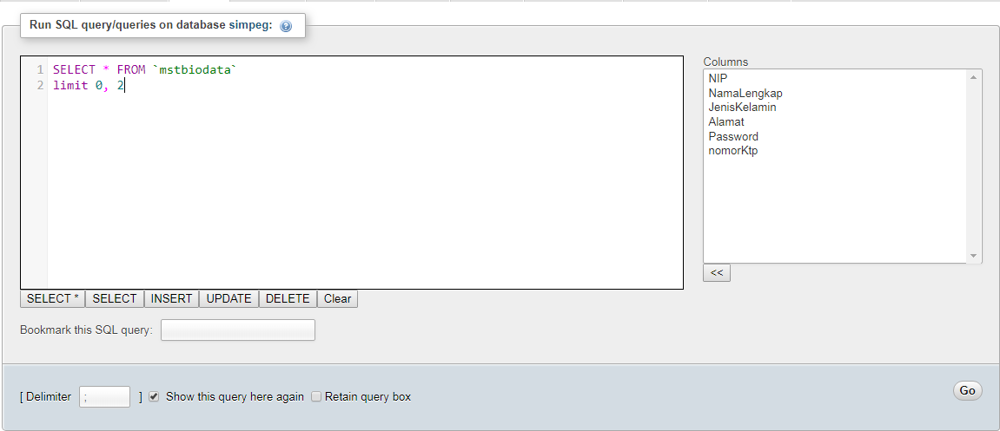 Run SQL query/queries on database simpeg:
1 SELECT * FROM `mstbiodata`
2 limit 0, 2
Columns
NIP
NamaLengkap
JenisKelamin
Alamat
Password
nomorKtp
<<
SELECT * SELECT INSERT UPDATE DELETE Clear
Bookmark this SQL query:
[ Delimiter ; ] Show this query here again Retain query box
Go